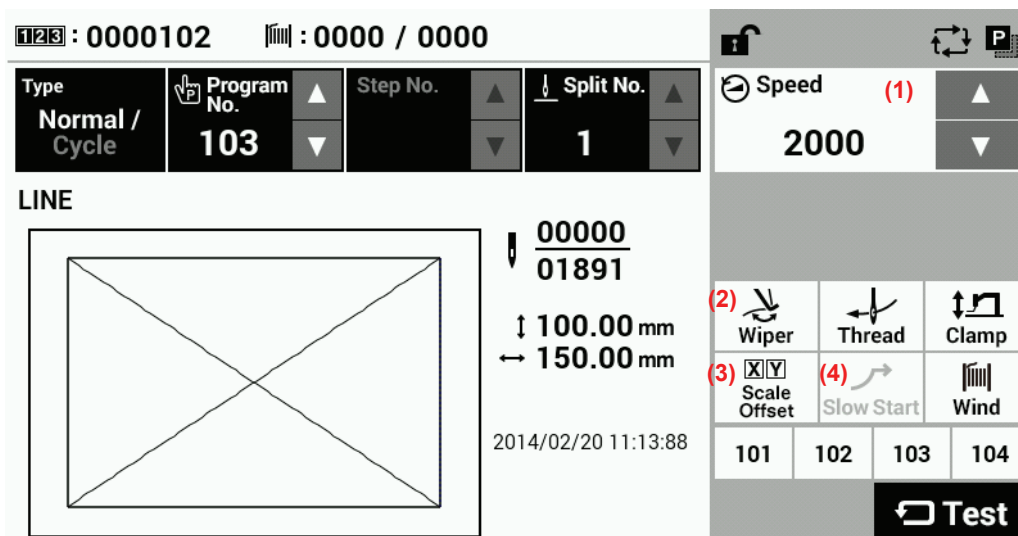 123 : 0000102 : 0000 / 0000
P
Type
Normal /
Cycle
P Program
No.
103
Step No.
Split No.
1
Speed (1)
2000
LINE
00000
01891
100.00 mm
150.00 mm
2014/02/20 11:13:88
(2)
Wiper
Thread
Clamp
(3) X Y
Scale
Offset
(4)
Slow Start
Wind
101 102 103 104
Test